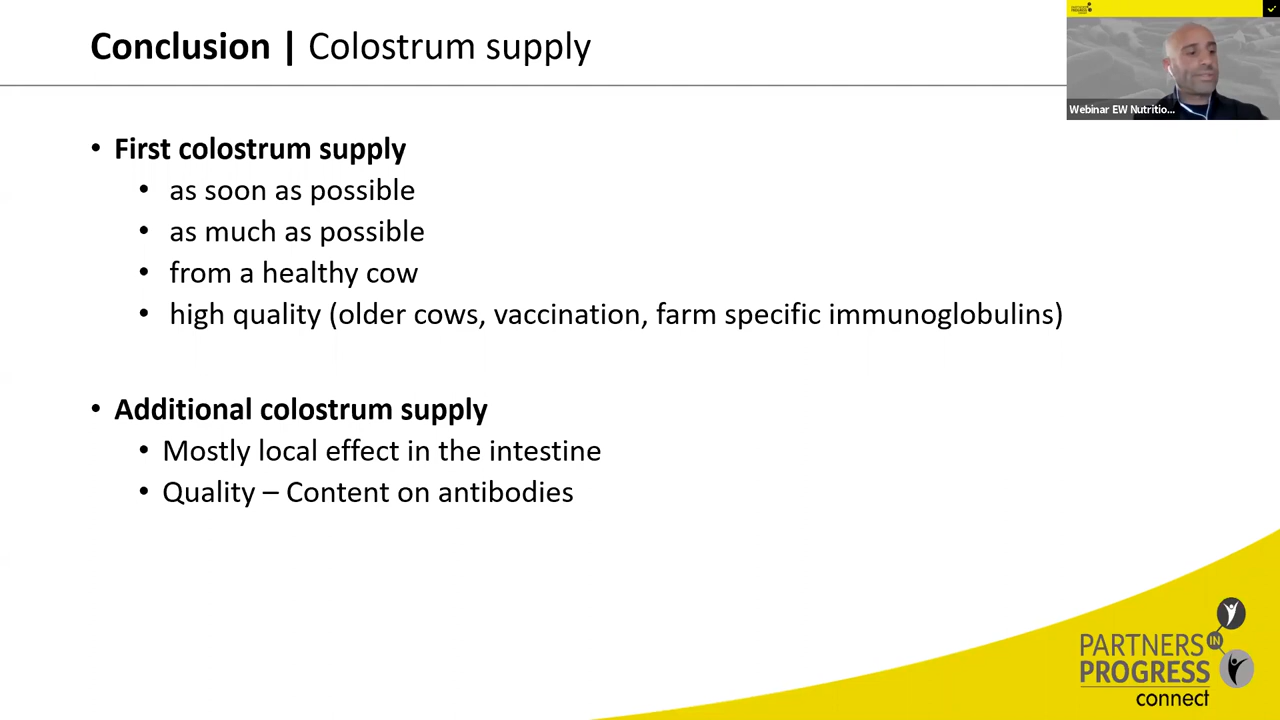 Conclusion | Colostrum supply
Webinar EW Nutritio...
• First colostrum supply
• as soon as possible
• as much as possible
• from a healthy cow
• high quality (older cows, vaccination, farm specific immunoglobulins)
• Additional colostrum supply
• Mostly local effect in the intestine
• Quality – Content on antibodies
PARTNERS IN
PROGRESS
connect